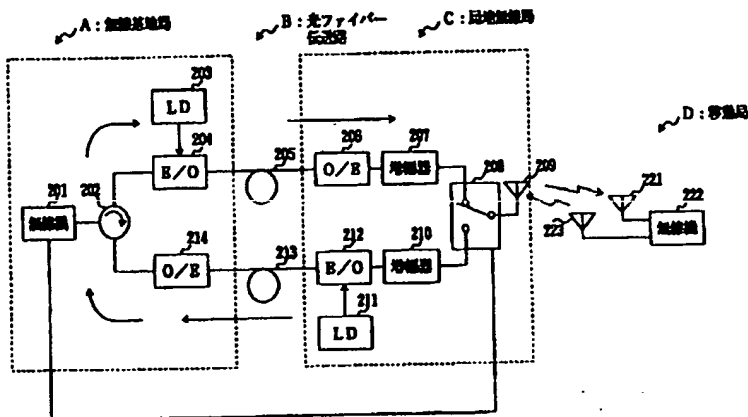 A：無線基地局
B：光ファイバー
伝送路
C：局地無線局
D：移動局
203
LD
204
E/O
205
206
O/E
207
増幅器
208
209
201
無線機
202
221
222
無線機
223
214
O/E
213
212
E/O
210
増幅器
211
LD